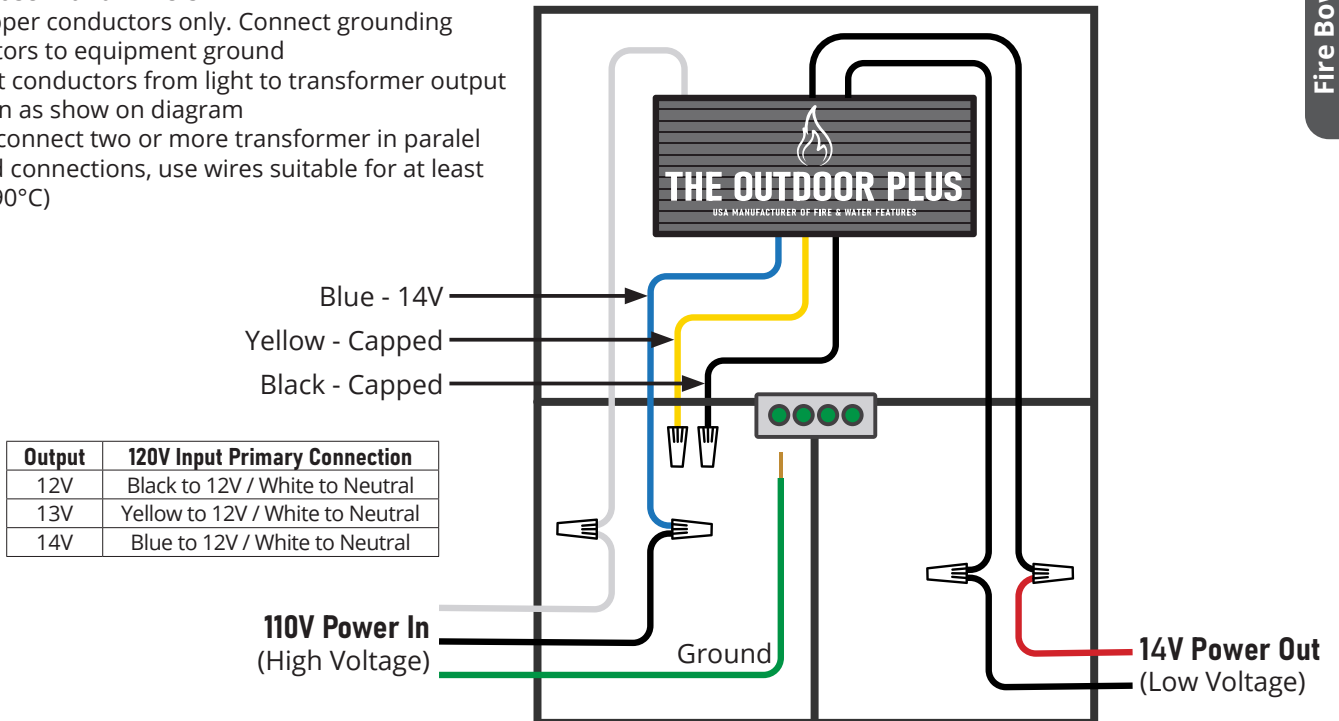 per conductors only. Connect grounding
tors to equipment ground
t conductors from light to transformer output
n as show on diagram
connect two or more transformer in paralel
d connections, use wires suitable for at least
90°C)
Fire Bo
THE OUTDOOR PLUS
USA MANUFACTURER OF FIRE & WATER FEATURES
Blue - 14V
Yellow - Capped
Black - Capped
Output 120V Input Primary Connection
12V Black to 12V / White to Neutral
13V Yellow to 12V / White to Neutral
14V Blue to 12V / White to Neutral
110V Power In
(High Voltage)
Ground
14V Power Out
(Low Voltage)